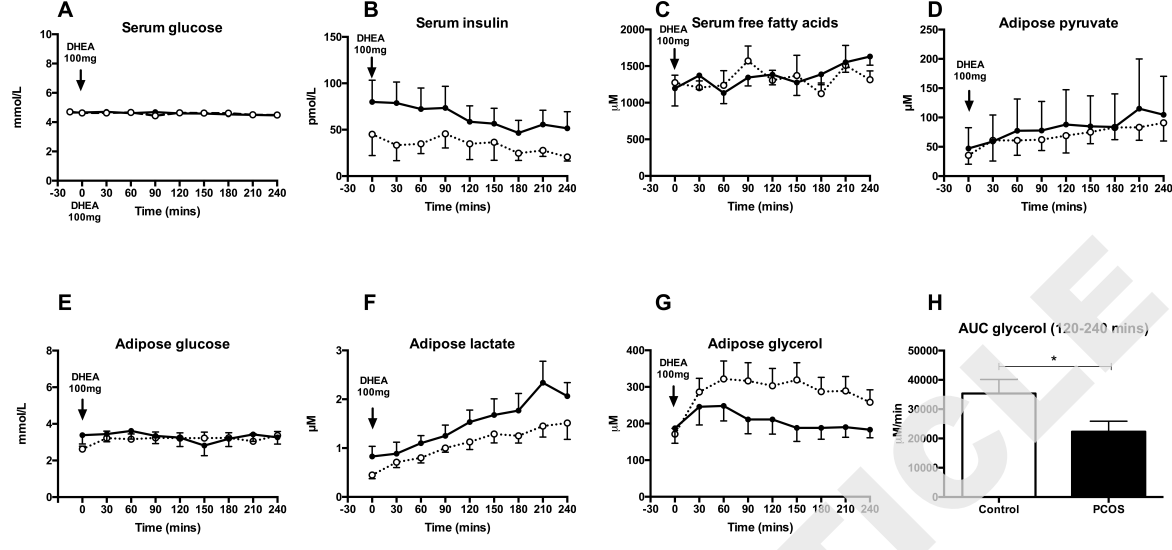 A
Serum glucose
mmol/L
DHEA
100mg
10
8
6
4
2
0
-30 0 30 60 90 120 150 180 210 240
DHEA
100mg
Time (mins)
B
Serum insulin
pmol/L
DHEA
100mg
150
100
50
0
-30 0 30 60 90 120 150 180 210 240
Time (mins)
C
Serum free fatty acids
µM
DHEA
100mg
2000
1500
1000
500
0
-30 0 30 60 90 120 150 180 210 240
Time (mins)
D
Adipose pyruvate
µM
DHEA
100mg
250
200
150
100
50
0
-30 0 30 60 90 120 150 180 210 240
Time (mins)
E
Adipose glucose
mmol/L
DHEA
100mg
8
6
4
2
0
-30 0 30 60 90 120 150 180 210 240
Time (mins)
F
Adipose lactate
µM
DHEA
100mg
3
2
1
0
-30 0 30 60 90 120 150 180 210 240
Time (mins)
G
Adipose glycerol
µM
DHEA
100mg
400
300
200
100
0
-30 0 30 60 90 120 150 180 210 240
Time (mins)
H
AUC glycerol (120-240 mins)
µM/min
50000
40000
30000
20000
10000
0
*
Control PCOS
TICLE